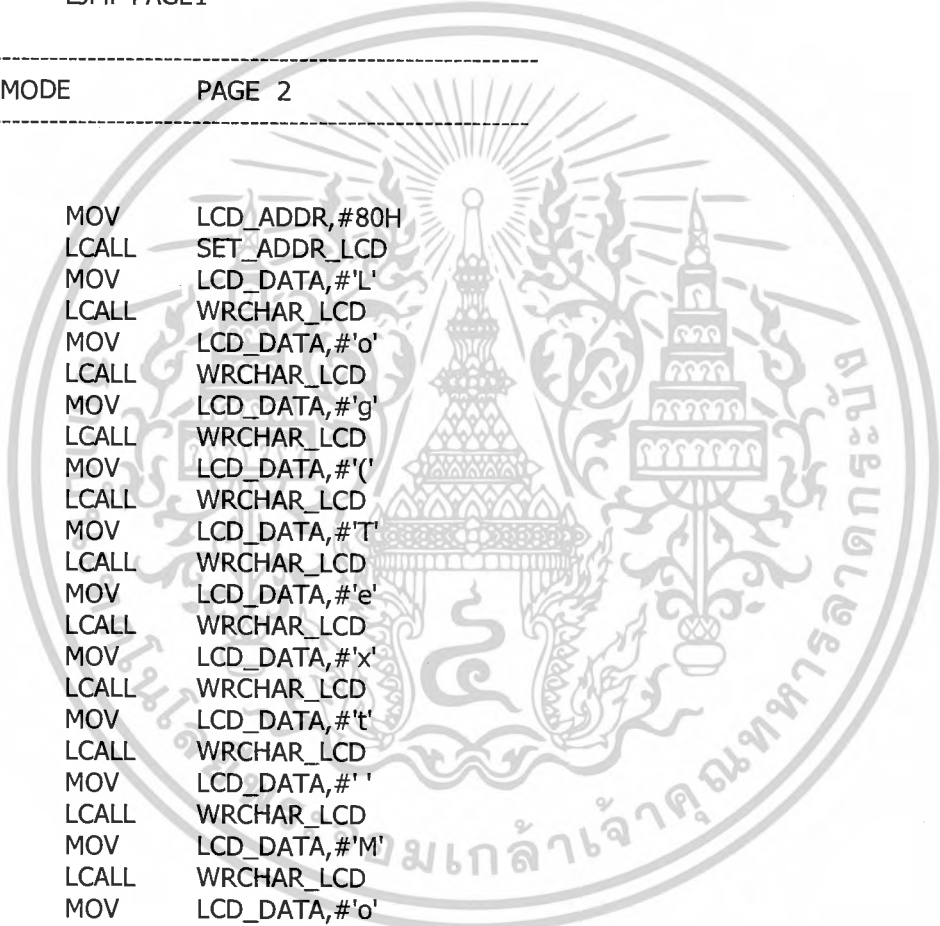 LJMP PAGE1
MODE PAGE 2
MOV LCD_ADDR,#80H
LCALL SET_ADDR_LCD
MOV LCD_DATA,#'L'
LCALL WRCHAR_LCD
MOV LCD_DATA,#'o'
LCALL WRCHAR_LCD
MOV LCD_DATA,#'g'
LCALL WRCHAR_LCD
MOV LCD_DATA,#'('
LCALL WRCHAR_LCD
MOV LCD_DATA,#'T'
LCALL WRCHAR_LCD
MOV LCD_DATA,#'e'
LCALL WRCHAR_LCD
MOV LCD_DATA,#'x'
LCALL WRCHAR_LCD
MOV LCD_DATA,#'t'
LCALL WRCHAR_LCD
MOV LCD_DATA,#' '
LCALL WRCHAR_LCD
MOV LCD_DATA,#'M'
LCALL WRCHAR_LCD
MOV LCD_DATA,#'o'